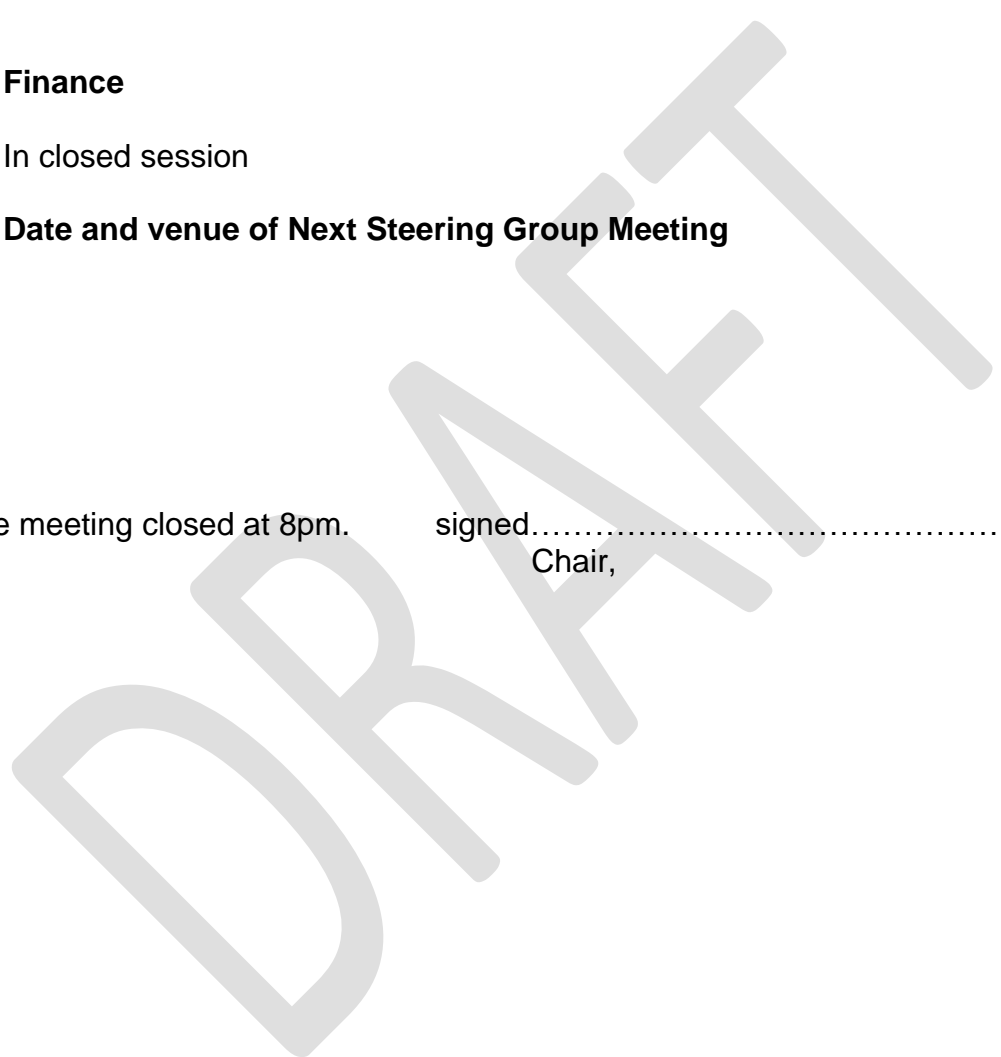 Finance
In closed session
Date and venue of Next Steering Group Meeting
e meeting closed at 8pm. signed……………………………………
Chair,
DRAFT